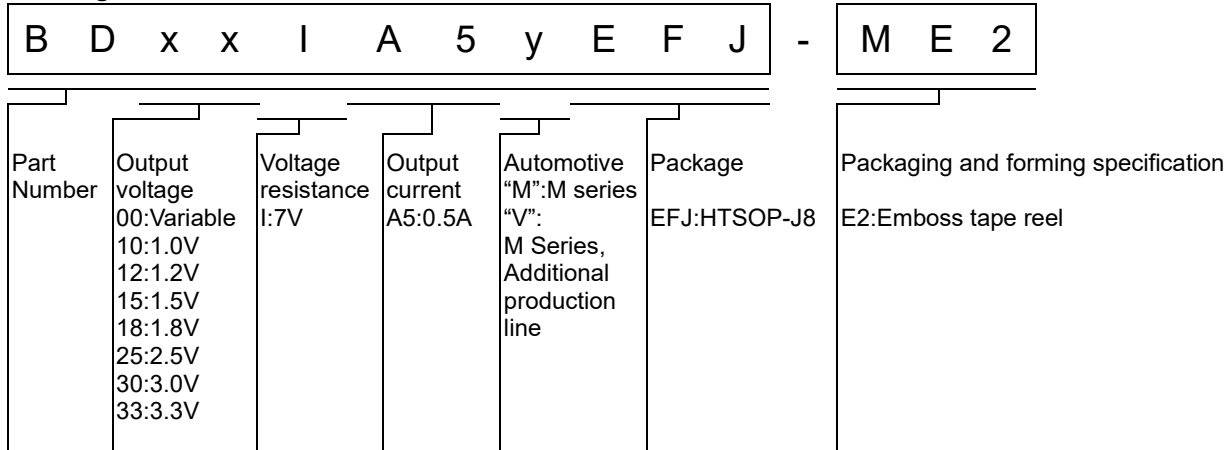 B D x x I A 5 y E F J - M E 2
Part
Number
Output
voltage
00:Variable
10:1.0V
12:1.2V
15:1.5V
18:1.8V
25:2.5V
30:3.0V
33:3.3V
Voltage
resistance
I:7V
Output
current
A5:0.5A
Automotive
“M”:M series
“V”:
M Series,
Additional
production
line
Package
EFJ:HTSOP-J8
Packaging and forming specification
E2:Emboss tape reel